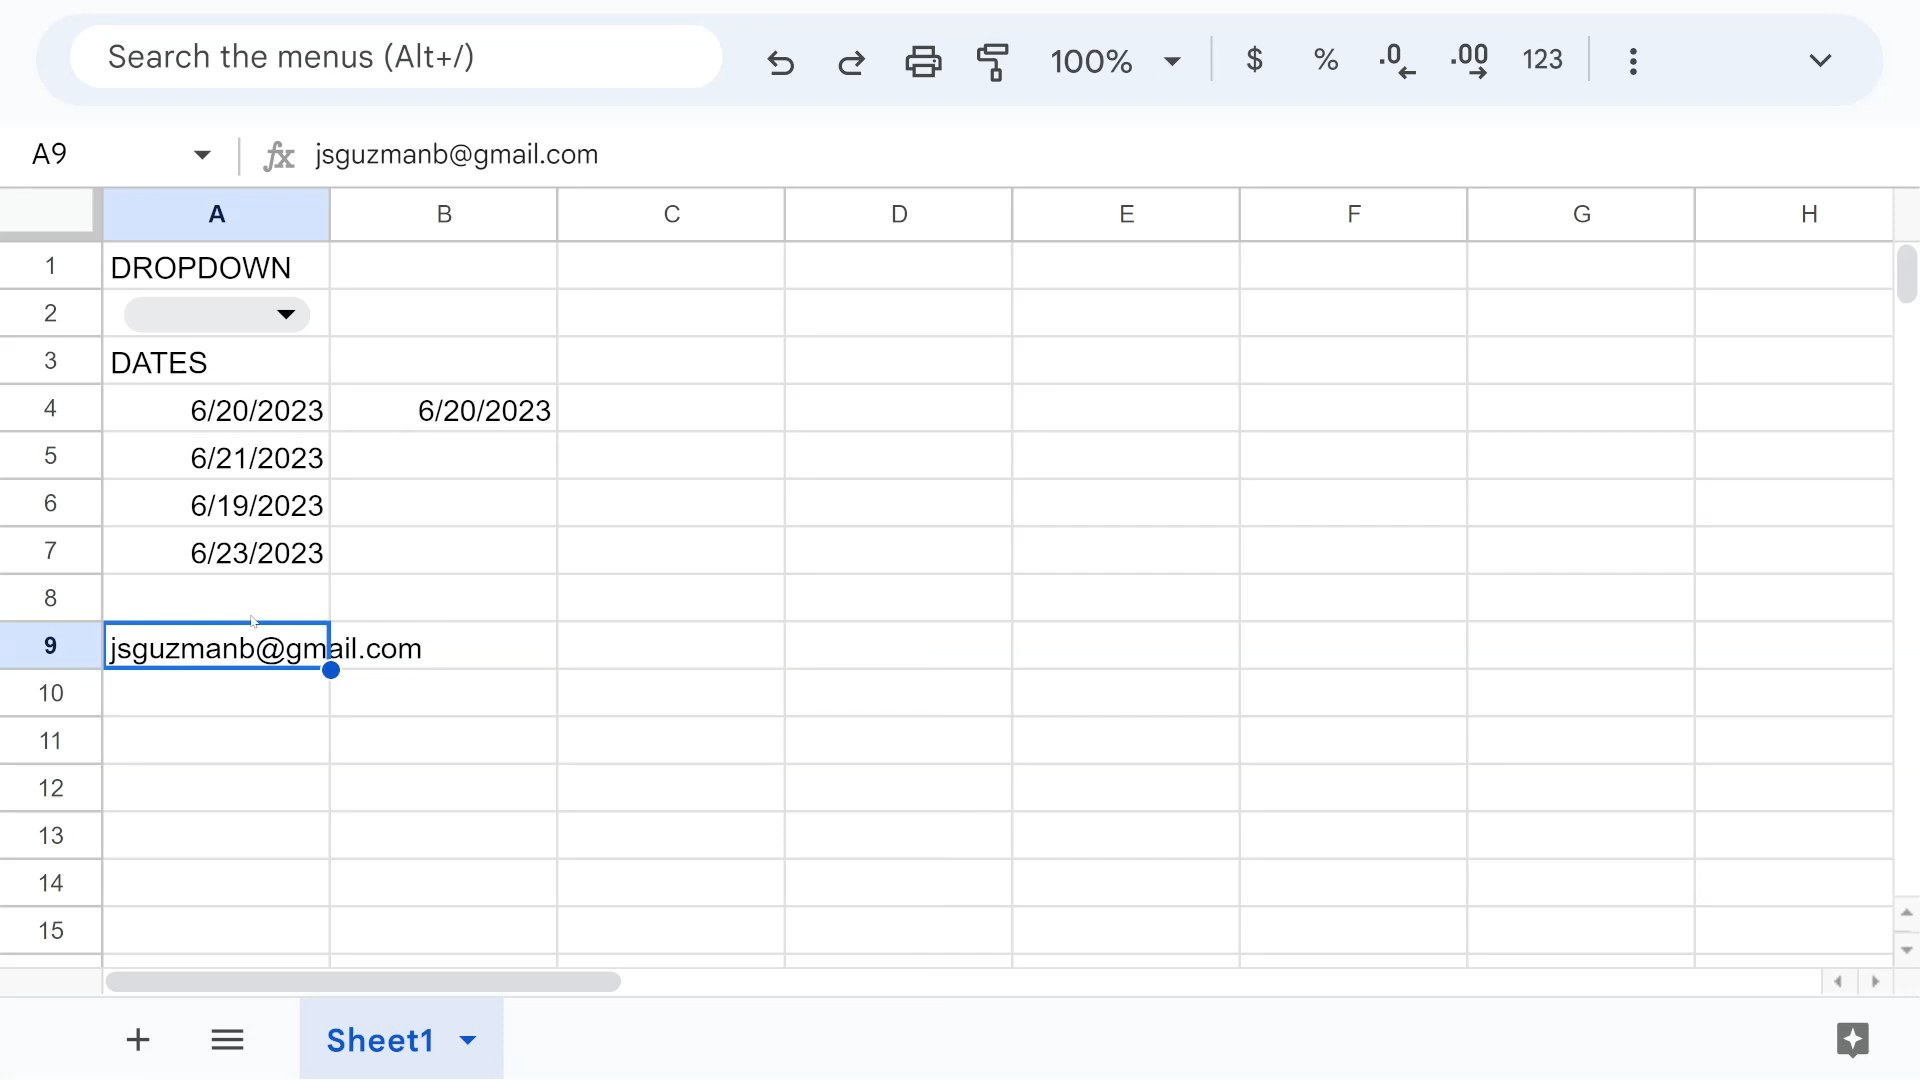 Search the menus (Alt+/)
100%
$ % .0 .00 123
A9 fx jsguzmanb@gmail.com
A B C D E F G H
1 DROPDOWN
2
3 DATES
4 6/20/2023 6/20/2023
5 6/21/2023
6 6/19/2023
7 6/23/2023
8
9 jsguzmanb@gmail.com
10
11
12
13
14
15
Sheet1